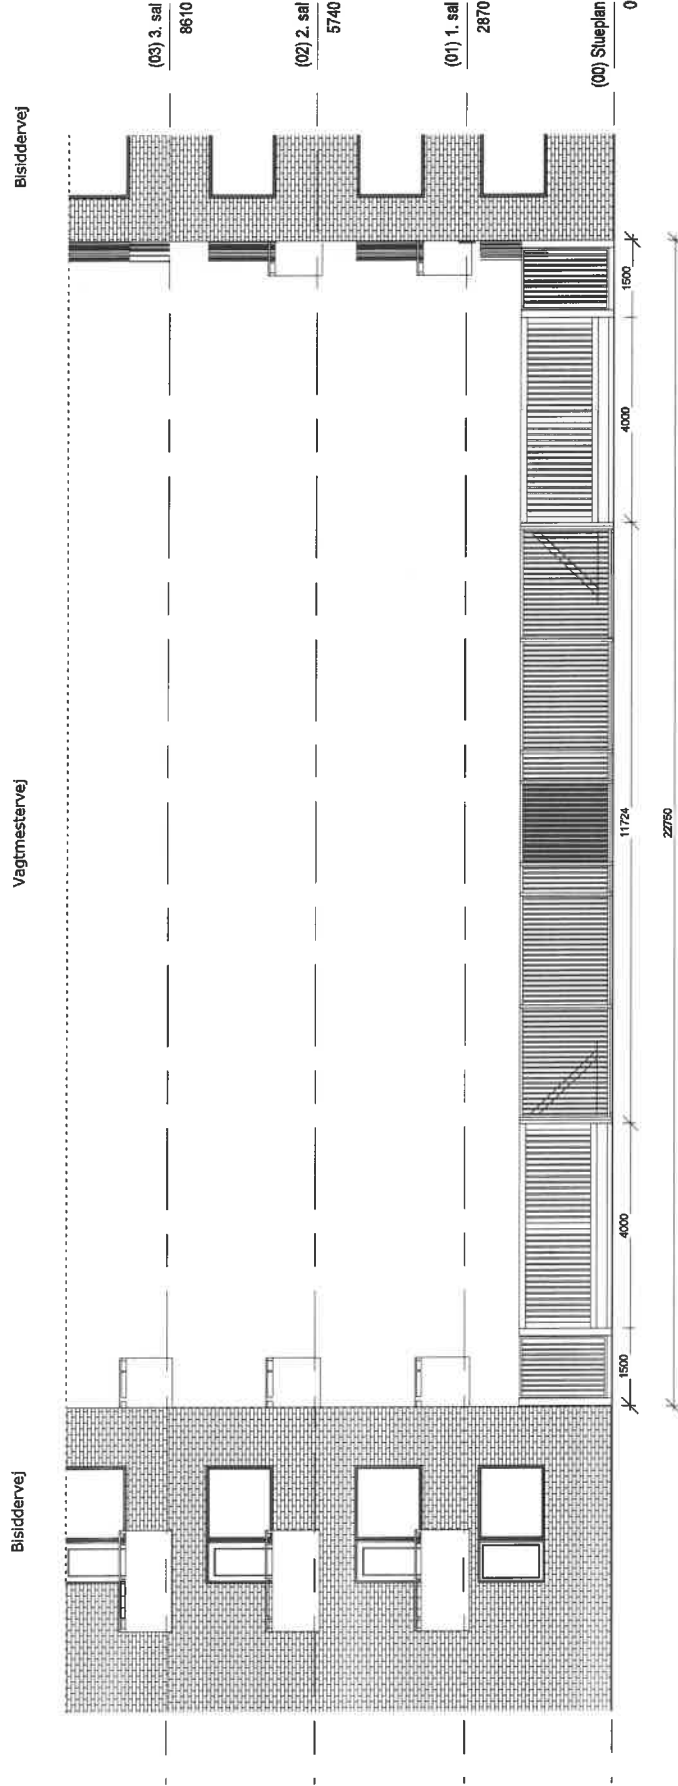 Bisiddervej
Vagtmestervej
Bisiddervej
(03) 3. sal
8610
(02) 2. sal
5740
(01) 1. sal
2870
(00) Stueplan
0
1500
4000
11724
4000
1500
22750